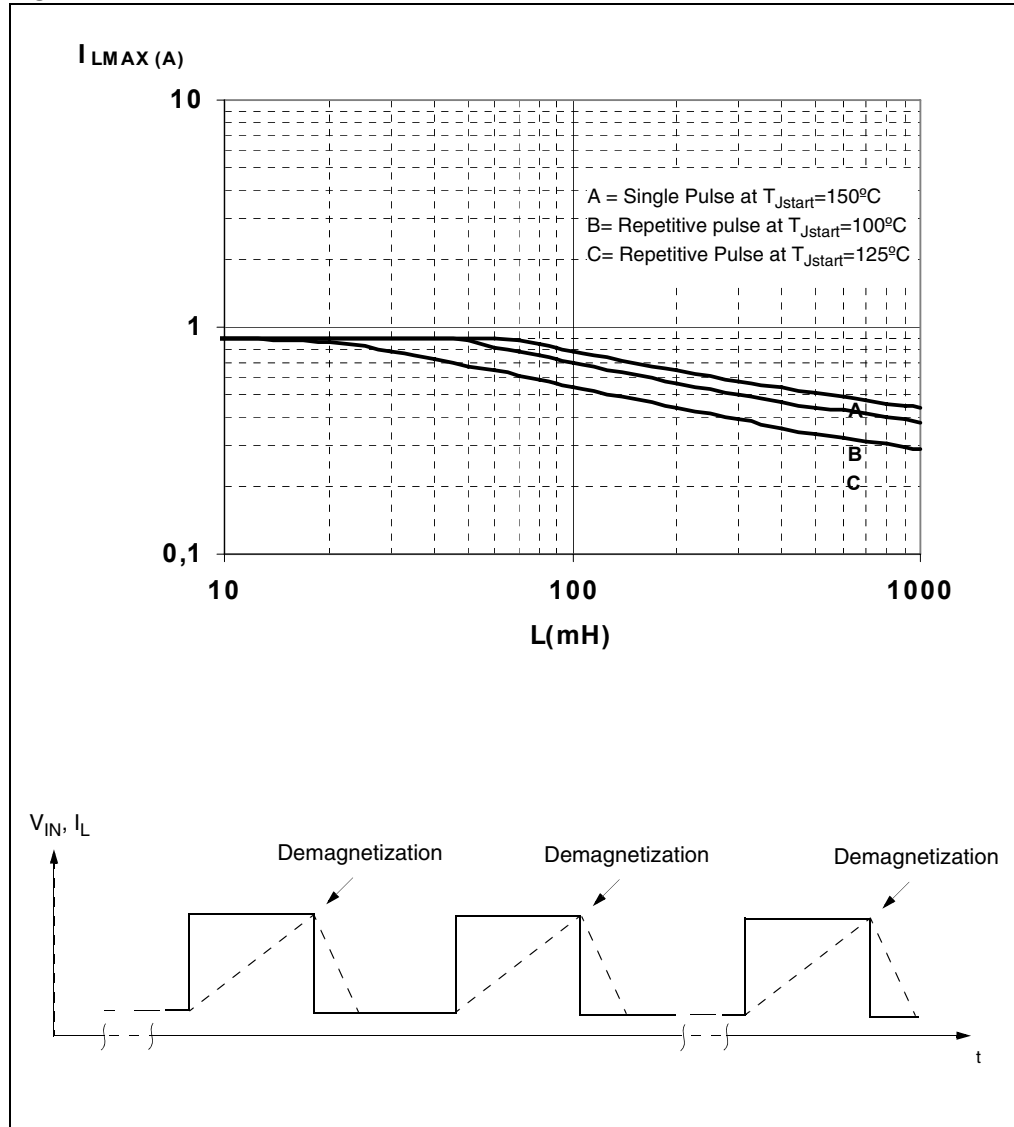 I LMAX (A)
10
A = Single Pulse at TJstart=150ºC
B= Repetitive pulse at TJstart=100ºC
C= Repetitive Pulse at TJstart=125ºC
1
A
B
C
0,1
10 100 1000
L(mH)
VIN, IL
Demagnetization Demagnetization Demagnetization
t